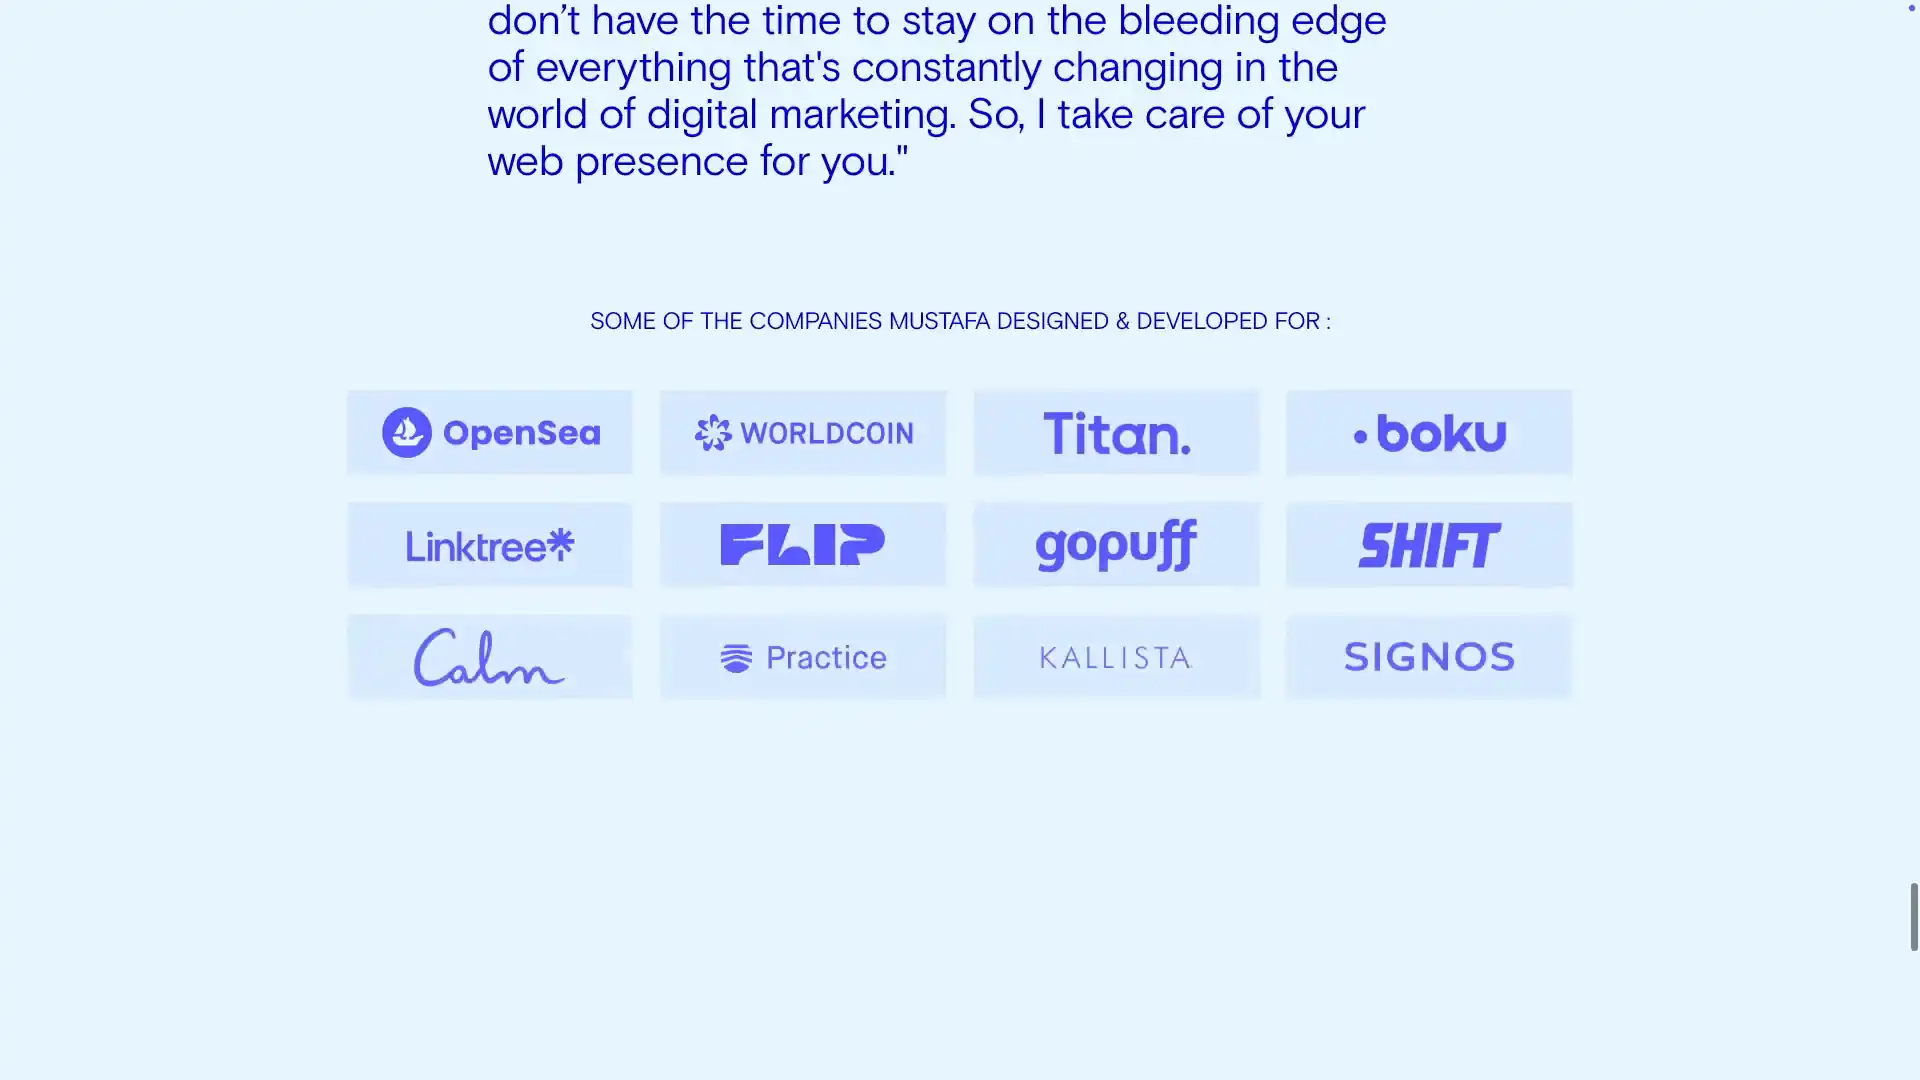 don’t have the time to stay on the bleeding edge
of everything that's constantly changing in the
world of digital marketing. So, I take care of your
web presence for you."
SOME OF THE COMPANIES MUSTAFA DESIGNED & DEVELOPED FOR :
OpenSea
WORLDCOIN
Titan.
boku
Linktree
FLIP
gopuff
SHIFT
Calm
Practice
KALLISTA
SIGNOS